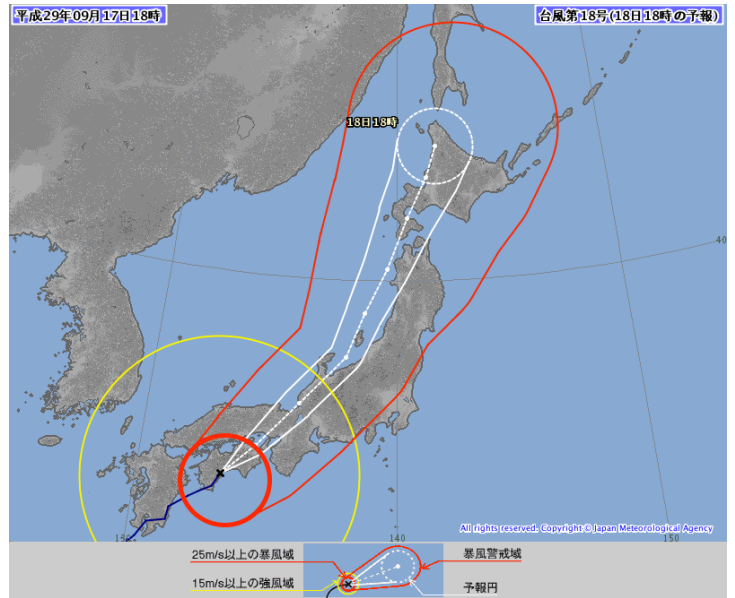 平成29年09月17日18時
台風第18号(18日18時の予報)
18日18時
40
All rights reserved. Copyright © Japan Meteorological Agency
130
140
150
25m/s以上の暴風域
暴風警戒域
15m/s以上の強風域
予報円